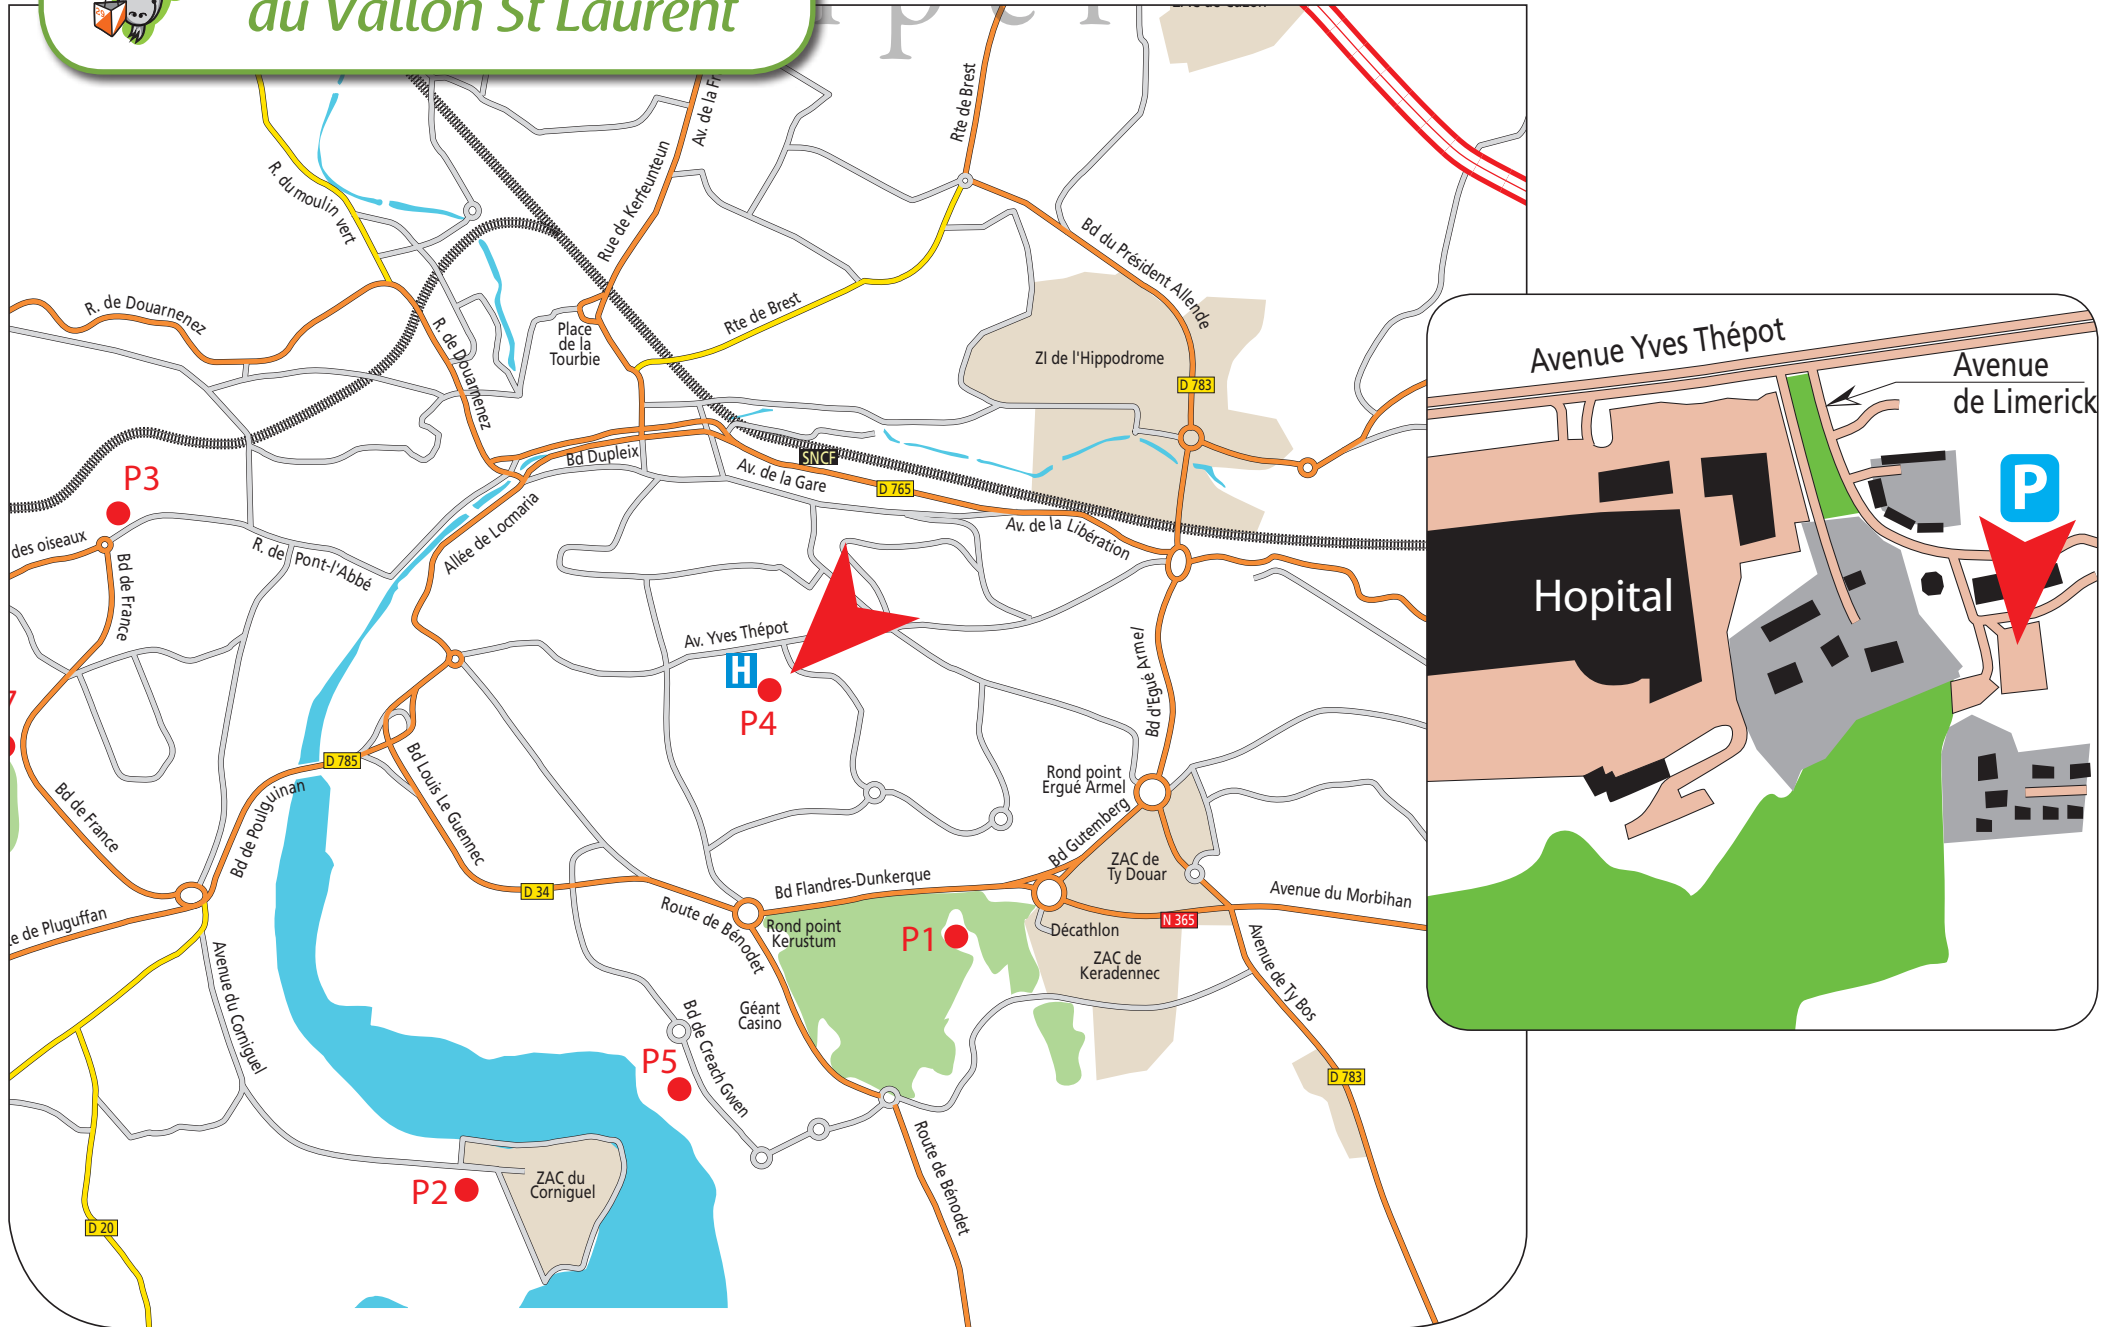 du Vallon St Laurent
Rte de Brest
Rue de Kerfeunteun
R. du moulin vert
Bd du Président Allende
R. de Douarnenez
R. de Douarnenez
Place
de la
Tourbie
Rte de Brest
ZI de l'Hippodrome
D 783
Bd Dupleix
SNCF
Av. de la Gare
D 765
Av. de la Libération
P3
des oiseaux
Bd de France
R. de Pont-l'Abbé
Allée de Locmaria
Av. Yves Thépot
H
P4
Bd d'Ergué Armel
D 785
Bd Louis Le Guennec
Bd de France
Bd de Poulguinan
Rond point
Ergué Armel
Bd Gutemberg
ZAC de
Ty Douar
D 34
Bd Flandres-Dunkerque
Avenue du Morbihan
N 365
e de Pluguffan
Route de Bénodet
Rond point
Kerustum
P1
Décathlon
ZAC de
Keradennec
Avenue de Ty Bos
Avenue du Corniguel
Géant
Casino
Bd de Creach Gwen
P5
D 783
Route de Bénodet
P2
ZAC du
Corniguel
D 20
Avenue Yves Thépot
Avenue
de Limerick
P
Hopital